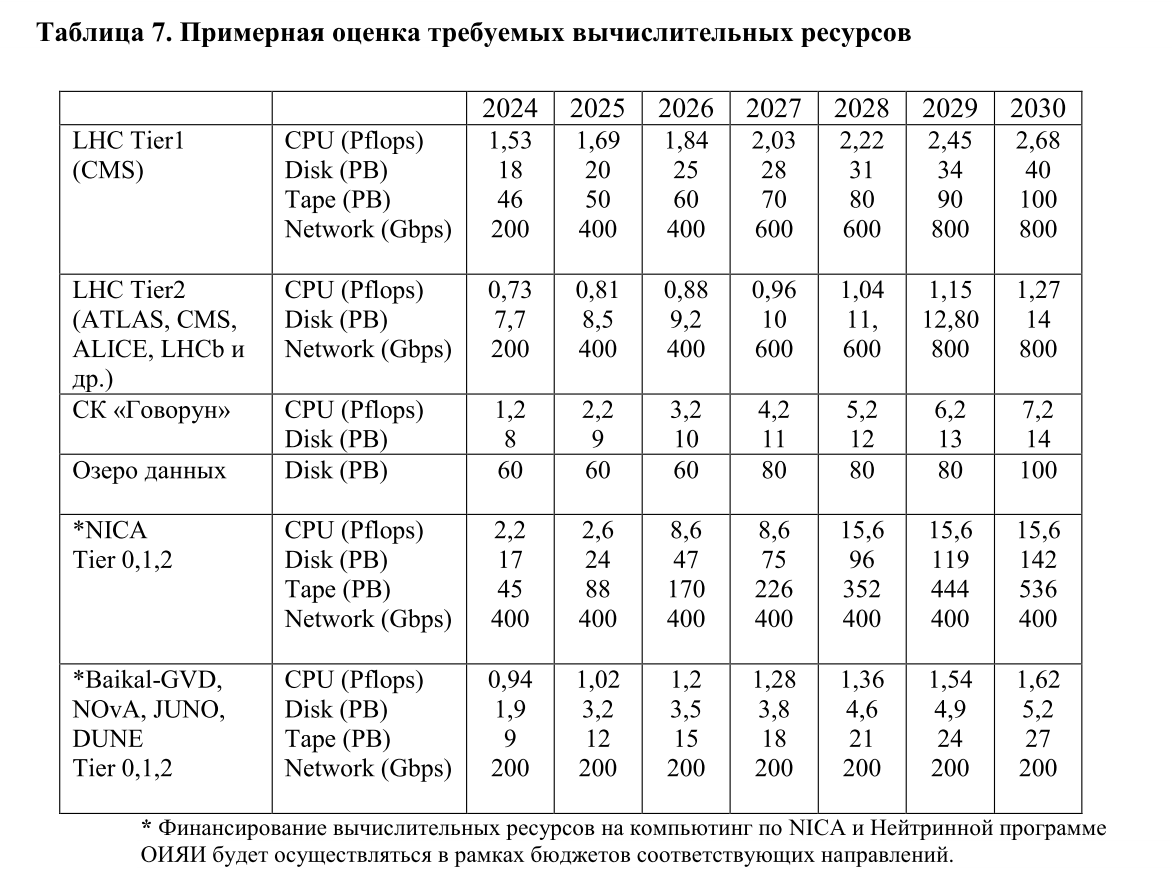 Таблица 7. Примерная оценка требуемых вычислительных ресурсов
2024 2025 2026 2027 2028 2029 2030
LHC Tier1 CPU (Pflops) 1,53 1,69 1,84 2,03 2,22 2,45 2,68
(CMS) Disk (PB) 18 20 25 28 31 34 40
Tape (PB) 46 50 60 70 80 90 100
Network (Gbps) 200 400 400 600 600 800 800
LHC Tier2 CPU (Pflops) 0,73 0,81 0,88 0,96 1,04 1,15 1,27
(ATLAS, CMS, Disk (PB) 7,7 8,5 9,2 10 11, 12,80 14
ALICE, LHCb и Network (Gbps) 200 400 400 600 600 800 800
др.)
СК «Говорун» CPU (Pflops) 1,2 2,2 3,2 4,2 5,2 6,2 7,2
Disk (PB) 8 9 10 11 12 13 14
Озеро данных Disk (PB) 60 60 60 80 80 80 100
*NICA CPU (Pflops) 2,2 2,6 8,6 8,6 15,6 15,6 15,6
Tier 0,1,2 Disk (PB) 17 24 47 75 96 119 142
Tape (PB) 45 88 170 226 352 444 536
Network (Gbps) 400 400 400 400 400 400 400
*Baikal-GVD, CPU (Pflops) 0,94 1,02 1,2 1,28 1,36 1,54 1,62
NOvA, JUNO, Disk (PB) 1,9 3,2 3,5 3,8 4,6 4,9 5,2
DUNE Tape (PB) 9 12 15 18 21 24 27
Tier 0,1,2 Network (Gbps) 200 200 200 200 200 200 200
* Финансирование вычислительных ресурсов на компьютинг по NICA и Нейтринной программе
ОИЯИ будет осуществляться в рамках бюджетов соответствующих направлений.